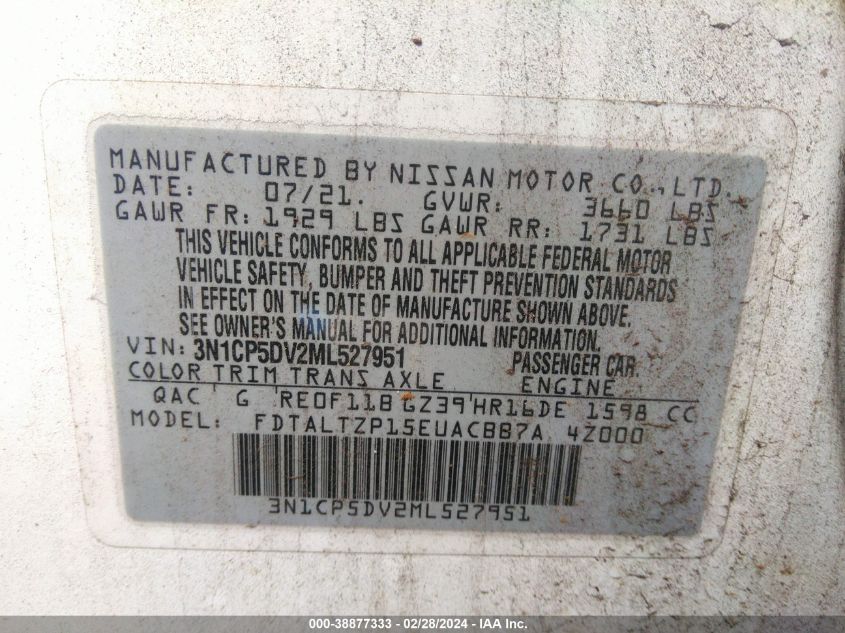 MANUFACTURED BY NISSAN MOTOR CO., LTD.
DATE: 07/21. GVWR: 3660 LBS
GAWR FR: 1929 LBS GAWR RR: 1731 LBS
THIS VEHICLE CONFORMS TO ALL APPLICABLE FEDERAL MOTOR
VEHICLE SAFETY, BUMPER AND THEFT PREVENTION STANDARDS
IN EFFECT ON THE DATE OF MANUFACTURE SHOWN ABOVE.
SEE OWNER'S MANUAL FOR ADDITIONAL INFORMATION.
VIN: 3N1CP5DV2ML527951 PASSENGER CAR
COLOR TRIM TRANS AXLE ENGINE
QAC G RE0F11B GZ39 HR16DE 1598 CC
MODEL: FDTALTZP15EUACBB7A 4Z000
3N1CP5DV2ML527951
000-38877333 - 02/28/2024 - IAA Inc.